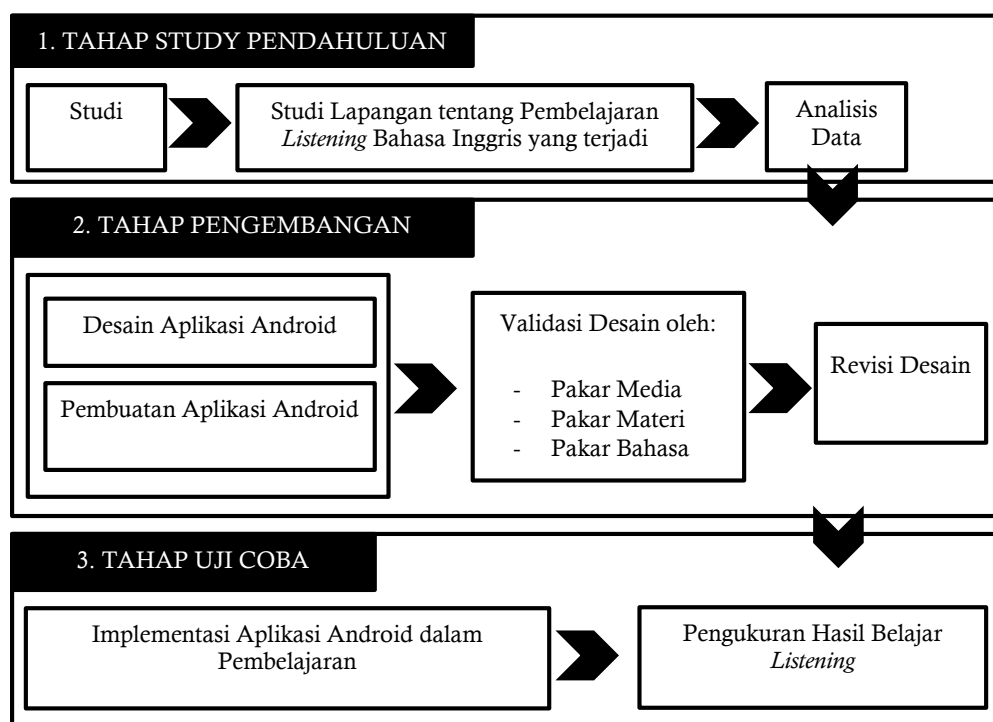 1. TAHAP STUDY PENDAHULUAN
Studi
Studi Lapangan tentang Pembelajaran
Listening Bahasa Inggris yang terjadi
Analisis
Data
2. TAHAP PENGEMBANGAN
Desain Aplikasi Android
Pembuatan Aplikasi Android
Validasi Desain oleh:
- Pakar Media
- Pakar Materi
- Pakar Bahasa
Revisi Desain
3. TAHAP UJI COBA
Implementasi Aplikasi Android dalam
Pembelajaran
Pengukuran Hasil Belajar
Listening